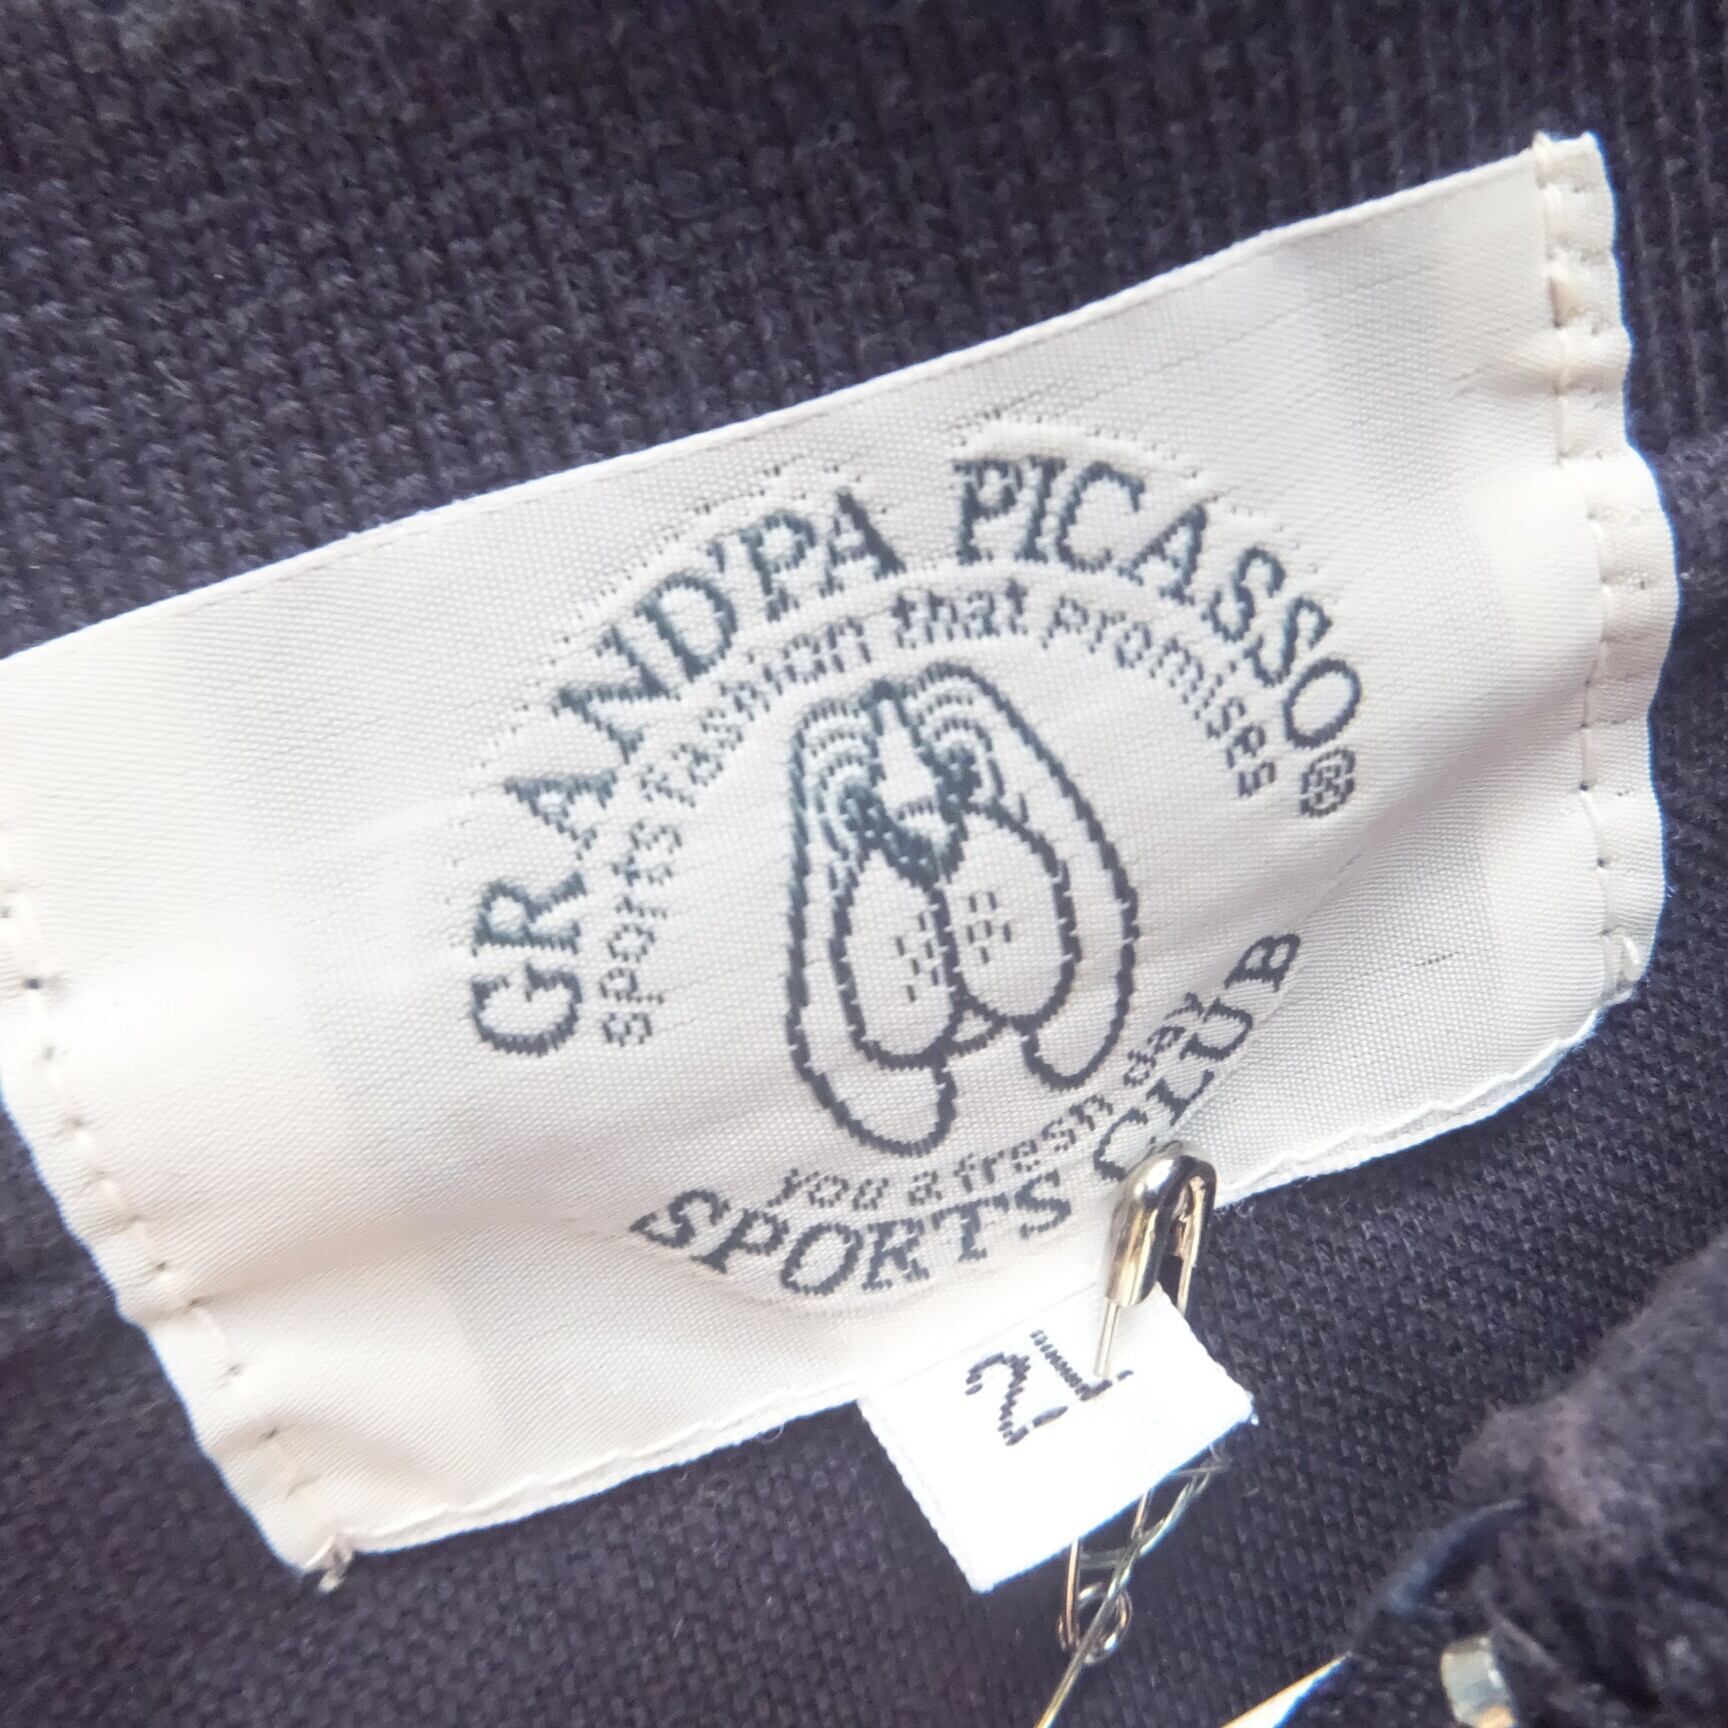 GRAND'PA PICASSO®
sports fashion that promises
you a fresh day
SPORTS CLUB
2L